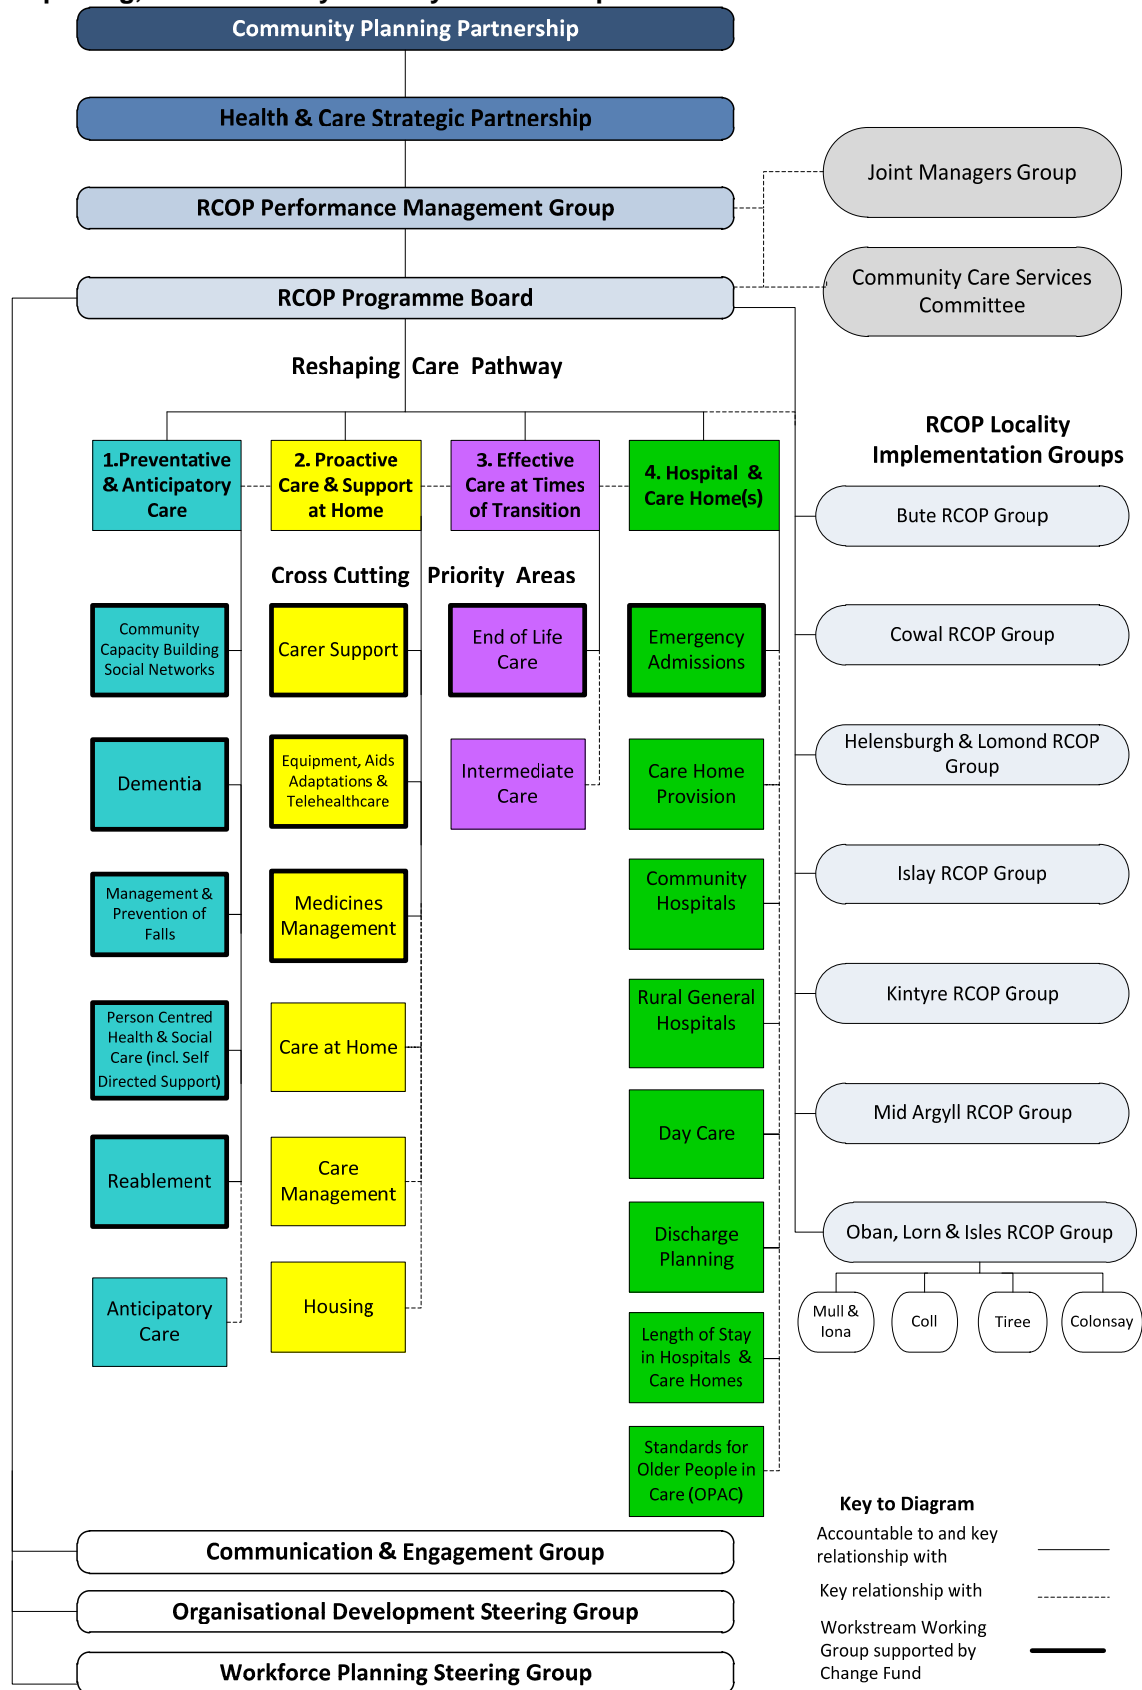 Community Planning Partnership
Health & Care Strategic Partnership
Joint Managers Group
RCOP Performance Management Group
Community Care Services
Committee
RCOP Programme Board
Reshaping Care Pathway
RCOP Locality
Implementation Groups
1.Preventative
& Anticipatory
Care
2. Proactive
Care & Support
at Home
3. Effective
Care at Times
of Transition
4. Hospital &
Care Home(s)
Cross Cutting Priority Areas
Community
Capacity Building
Social Networks
Dementia
Management &
Prevention of
Falls
Person Centred
Health & Social
Care (incl. Self
Directed Support)
Reablement
Anticipatory
Care
Carer Support
Equipment, Aids
Adaptations &
Telehealthcare
Medicines
Management
Care at Home
Care
Management
Housing
End of Life
Care
Intermediate
Care
Emergency
Admissions
Care Home
Provision
Community
Hospitals
Rural General
Hospitals
Day Care
Discharge
Planning
Length of Stay
in Hospitals &
Care Homes
Standards for
Older People in
Care (OPAC)
Bute RCOP Group
Cowal RCOP Group
Helensburgh & Lomond RCOP
Group
Islay RCOP Group
Kintyre RCOP Group
Mid Argyll RCOP Group
Oban, Lorn & Isles RCOP Group
Mull &
Iona
Coll
Tiree
Colonsay
Communication & Engagement Group
Organisational Development Steering Group
Workforce Planning Steering Group
Key to Diagram
Accountable to and key
relationship with
Key relationship with
Workstream Working
Group supported by
Change Fund